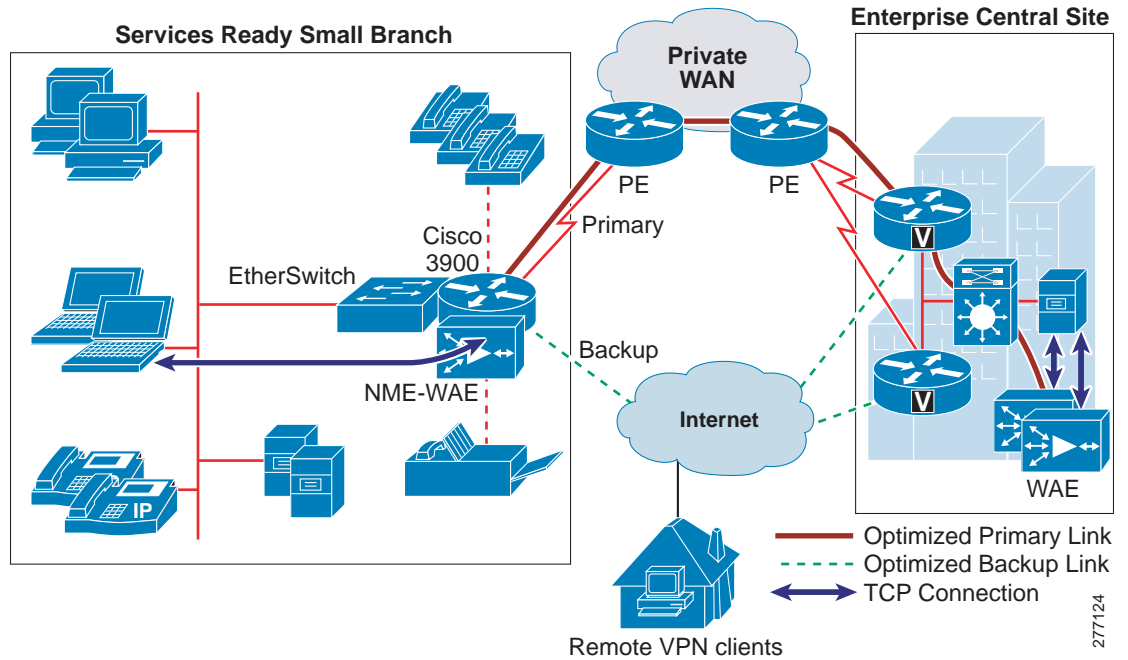 Services Ready Small Branch
Enterprise Central Site
Private
WAN
PE
PE
Primary
Cisco
3900
EtherSwitch
V
Backup
NME-WAE
Internet
V
IP
WAE
Optimized Primary Link
Optimized Backup Link
TCP Connection
Remote VPN clients
277124